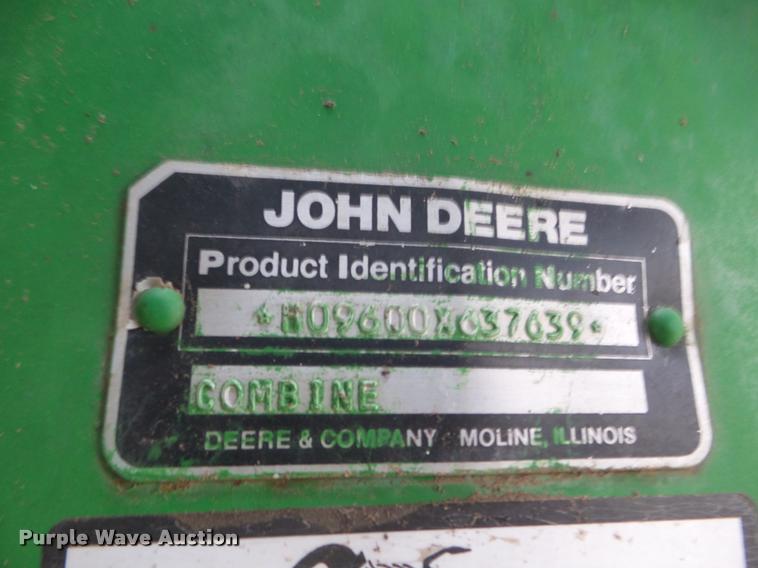 JOHN DEERE
Product Identification Number
*H09600X637639*
COMBINE
DEERE & COMPANY MOLINE, ILLINOIS
Purple Wave Auction